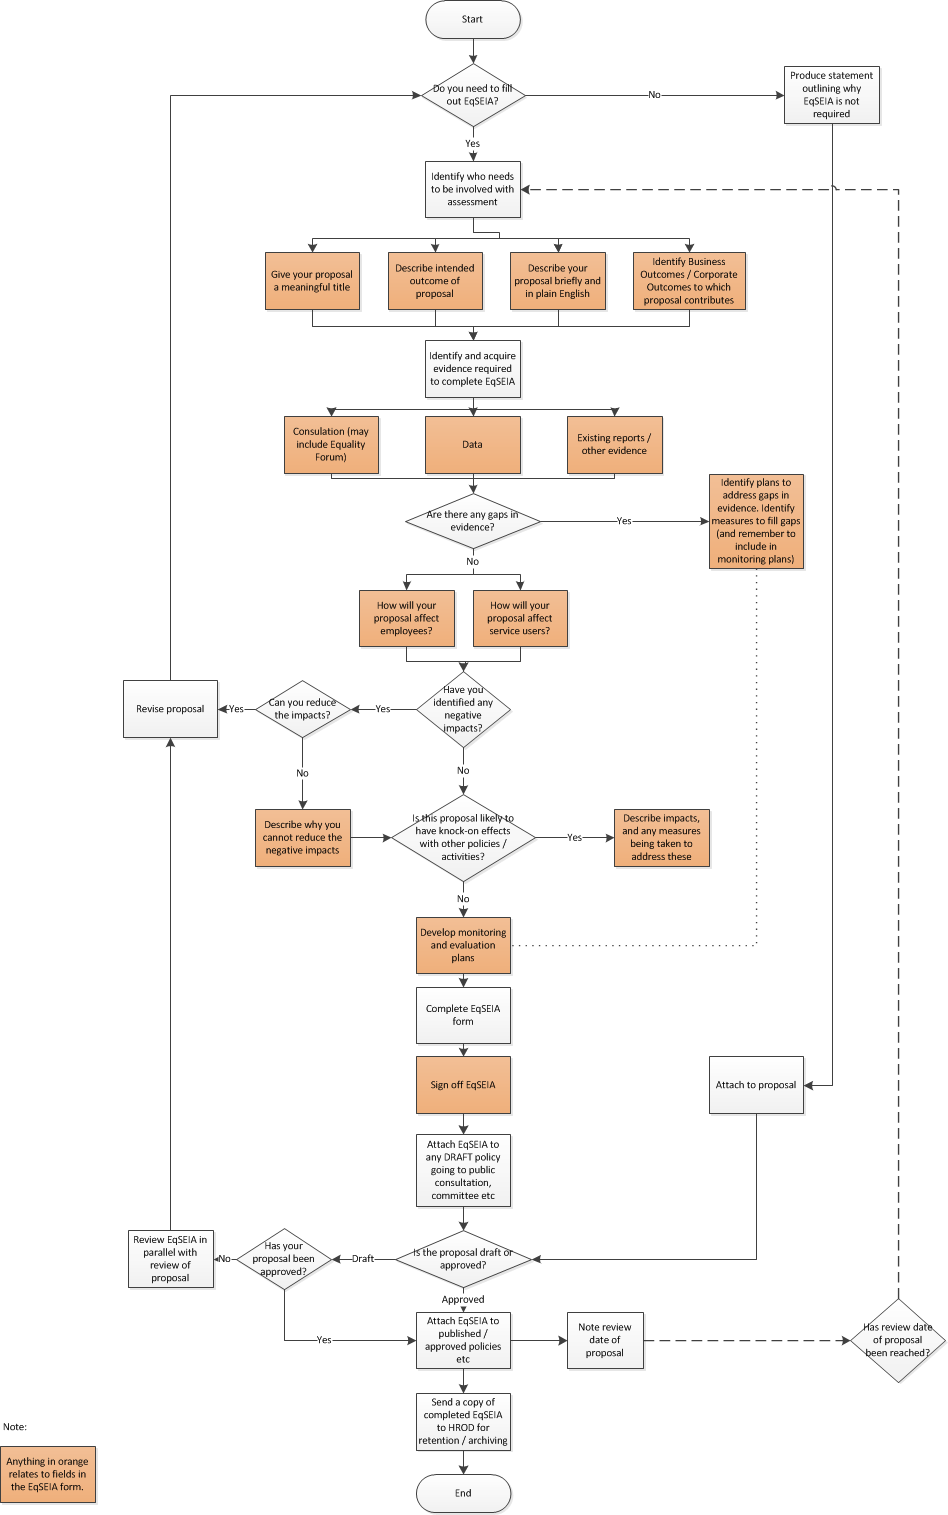 Start
Do you need to fill
out EqSEIA?
No
Produce statement
outlining why
EqSEIA is not
required
Yes
Identify who needs
to be involved with
assessment
Give your proposal
a meaningful title
Describe intended
outcome of
proposal
Describe your
proposal briefly and
in plain English
Identify Business
Outcomes / Corporate
Outcomes to which
proposal contributes
Identify and acquire
evidence required
to complete EqSEIA
Consulation (may
include Equality
Forum)
Data
Existing reports /
other evidence
Are there any gaps in
evidence?
Yes
Identify plans to
address gaps in
evidence. Identify
measures to fill gaps
(and remember to
include in
monitoring plans)
No
How will your
proposal affect
employees?
How will your
proposal affect
service users?
Have you
identified any
negative
impacts?
Yes
Can you reduce
the impacts?
Yes
Revise proposal
No
No
Describe why you
cannot reduce the
negative impacts
Is this proposal likely to
have knock-on effects
with other policies /
activities?
Yes
Describe impacts,
and any measures
being taken to
address these
No
Develop monitoring
and evaluation
plans
Complete EqSEIA
form
Sign off EqSEIA
Attach to proposal
Attach EqSEIA to
any DRAFT policy
going to public
consultation,
committee etc
Is the proposal draft or
approved?
Draft
Has your
proposal been
approved?
No
Review EqSEIA in
parallel with
review of
proposal
Approved
Yes
Attach EqSEIA to
published /
approved policies
etc
Note review
date of
proposal
Has review date
of proposal
been reached?
Send a copy of
completed EqSEIA
to HROD for
retention / archiving
End
Note:
Anything in orange
relates to fields in
the EqSEIA form.